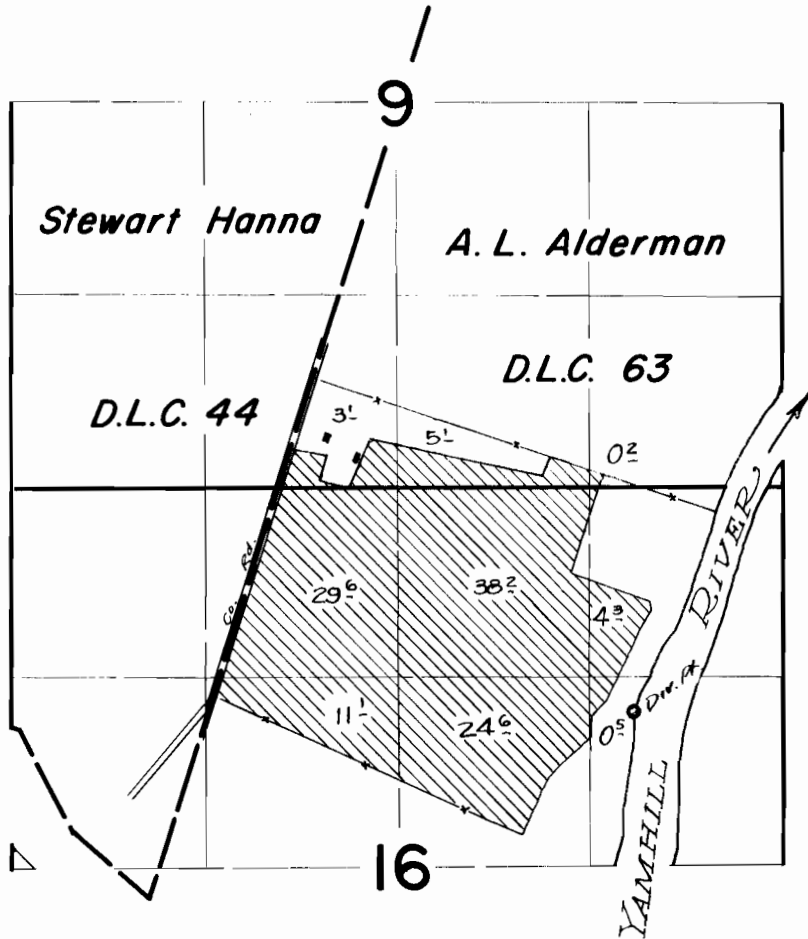 9
Stewart Hanna
A. L. Alderman
D.L.C. 44
D.L.C. 63
3.1
5.1
0.2
Co. Rd.
29.6
38.2
4.3
11.1
24.6
0.5
Div. Pt.
YAMHILL RIVER
16